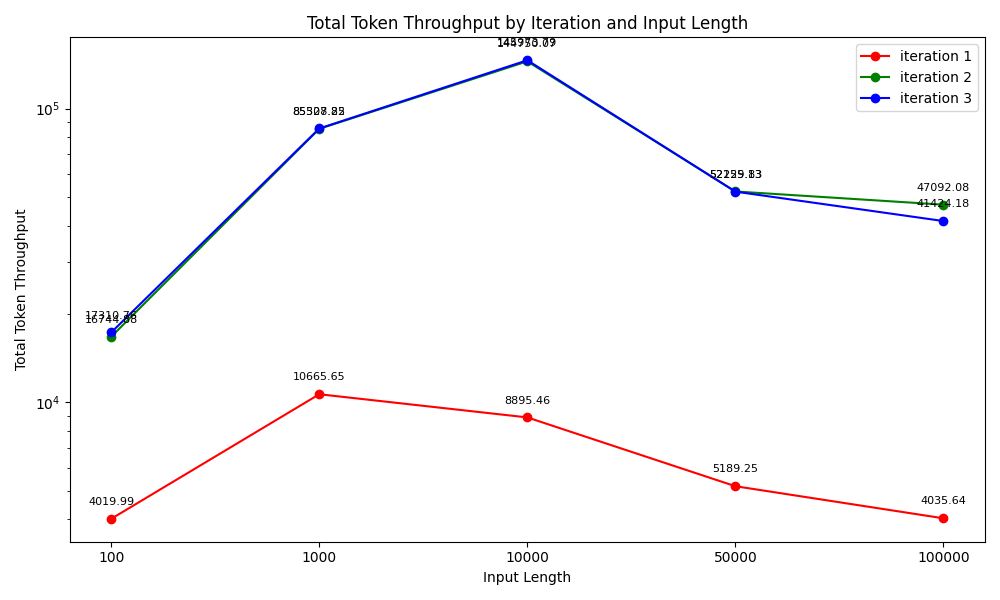 Total Token Throughput by Iteration and Input Length
iteration 1
iteration 2
iteration 3
Total Token Throughput
10^5
10^4
47092.08
41424.18
10665.65
8895.46
5189.25
4019.99
4035.64
100
1000
10000
50000
100000
Input Length